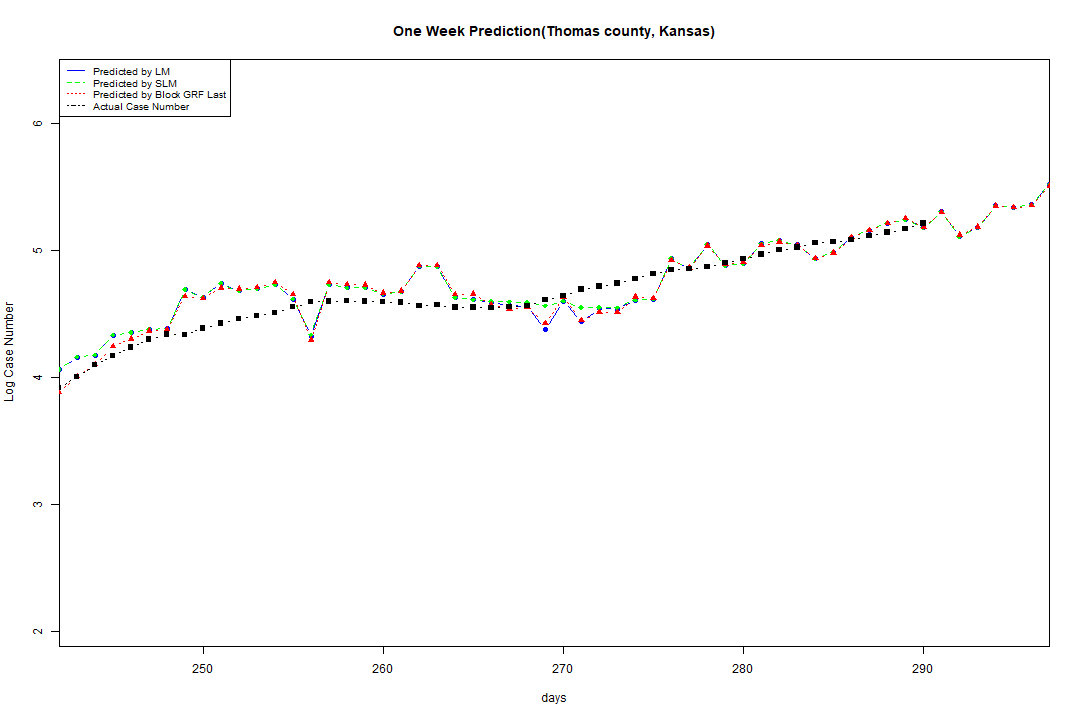 One Week Prediction(Thomas county, Kansas)
Predicted by LM
Predicted by SLM
Predicted by Block GRF Last
Actual Case Number
6
5
4
3
2
Log Case Number
250
260
270
280
290
days